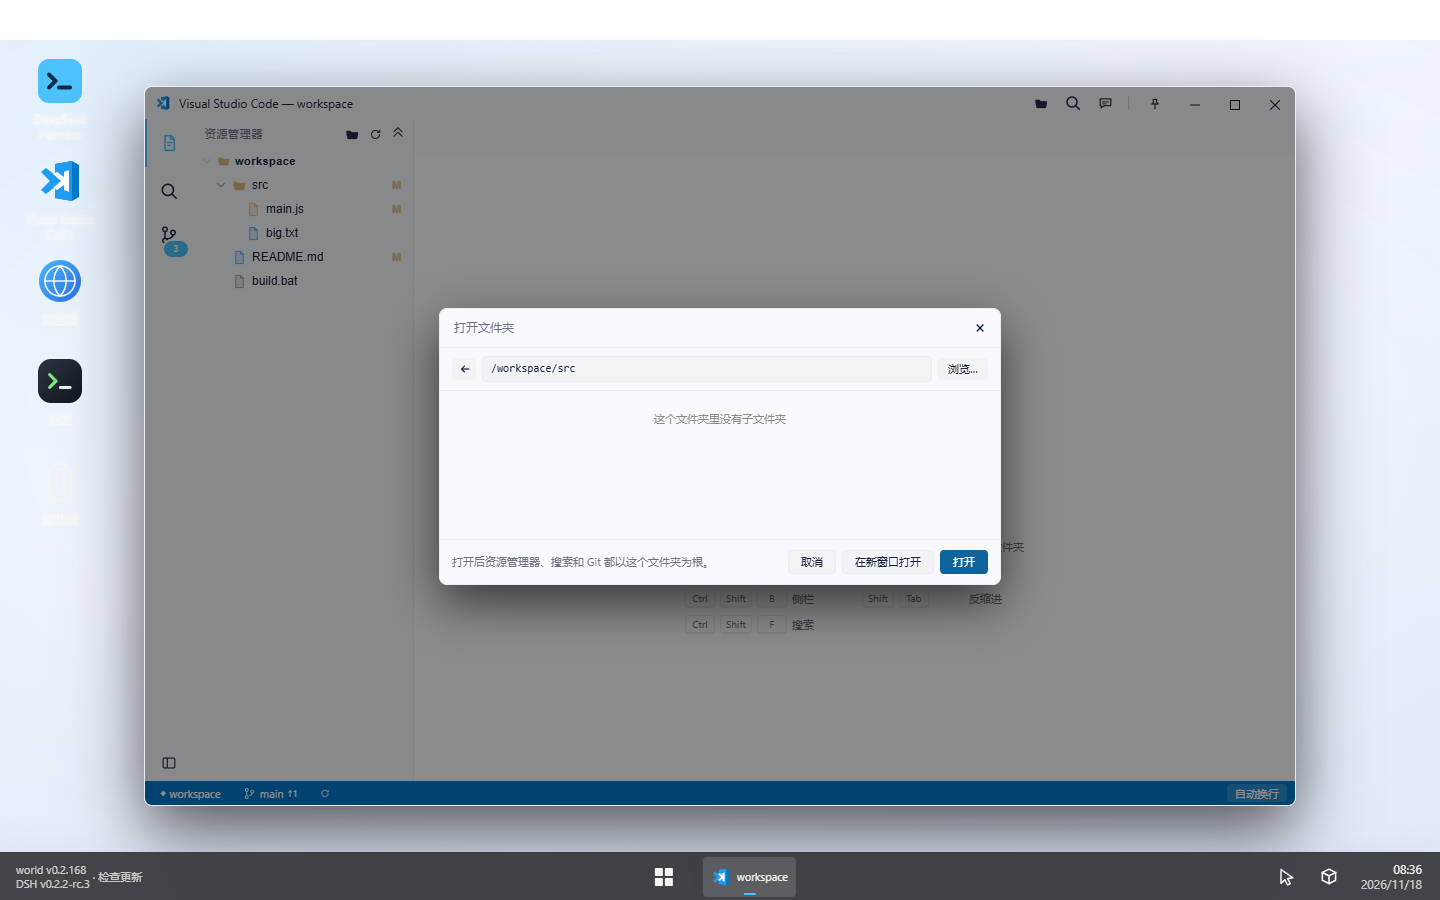 Visual Studio Code — workspace
资源管理器
workspace
src M
main.js M
big.txt
README.md M
build.bat
3
打开文件夹
/workspace/src
浏览...
这个文件夹里没有子文件夹
打开后资源管理器、搜索和 Git 都以这个文件夹为根。
取消
在新窗口打开
打开
件夹
Ctrl Shift B 侧栏 Shift Tab 反缩进
Ctrl Shift F 搜索
workspace
main ↑1
自动换行
world v0.2.168
DSH v0.2.2-rc.3 · 检查更新
workspace
08:36
2026/11/18